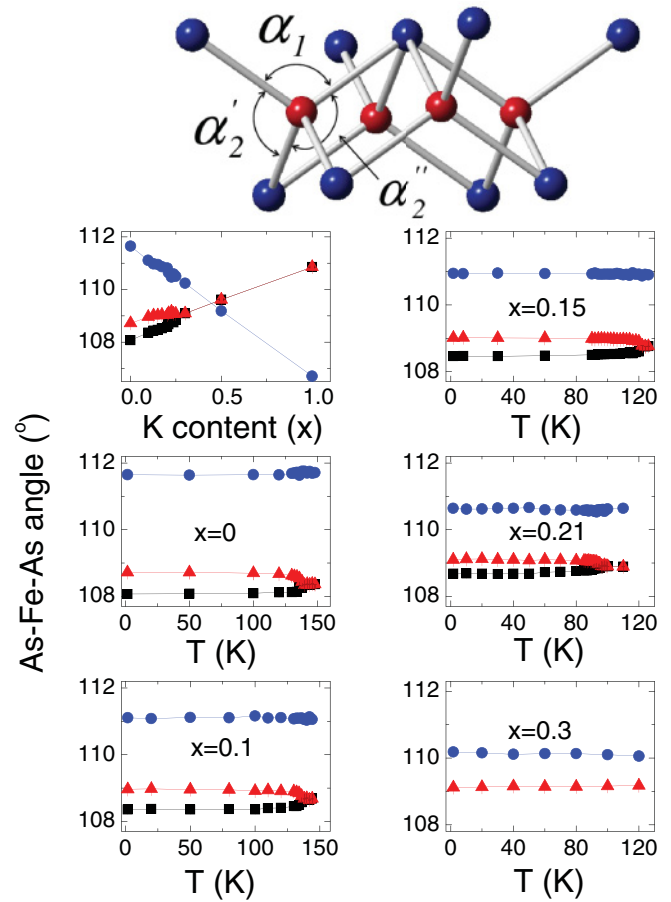 α₁
α₂′
α₂″
As-Fe-As angle (°)
112
110
108
0.0 0.5 1.0
K content (x)
112
110
108
x=0.15
0 40 80 120
T (K)
112
110
108
x=0
0 50 100 150
T (K)
112
110
108
x=0.21
0 40 80 120
T (K)
112
110
108
x=0.1
0 50 100 150
T (K)
112
110
108
x=0.3
0 40 80 120
T (K)